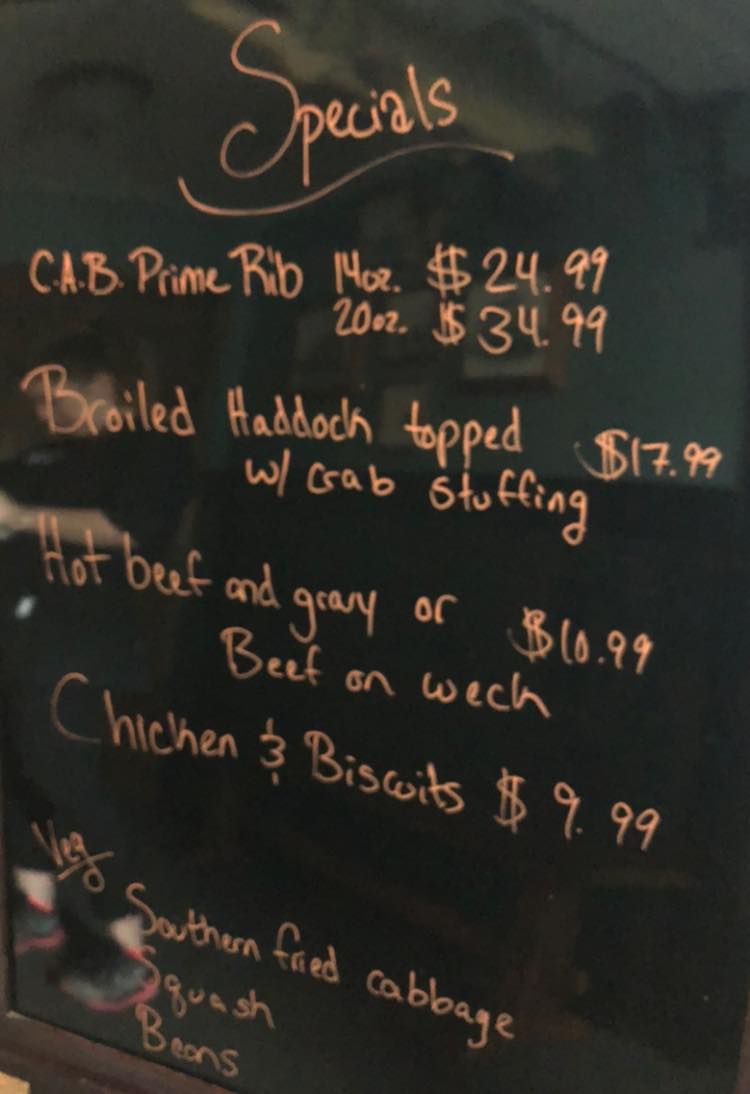 Specials
C.A.B. Prime Rib 14oz. $24.99
20oz. $34.99
Broiled Haddock topped $17.99
w/ Crab Stuffing
Hot beef and gravy or $10.99
Beef on weck
Chicken & Biscuits $9.99
Veg
Southern fried cabbage
Squash
Beans